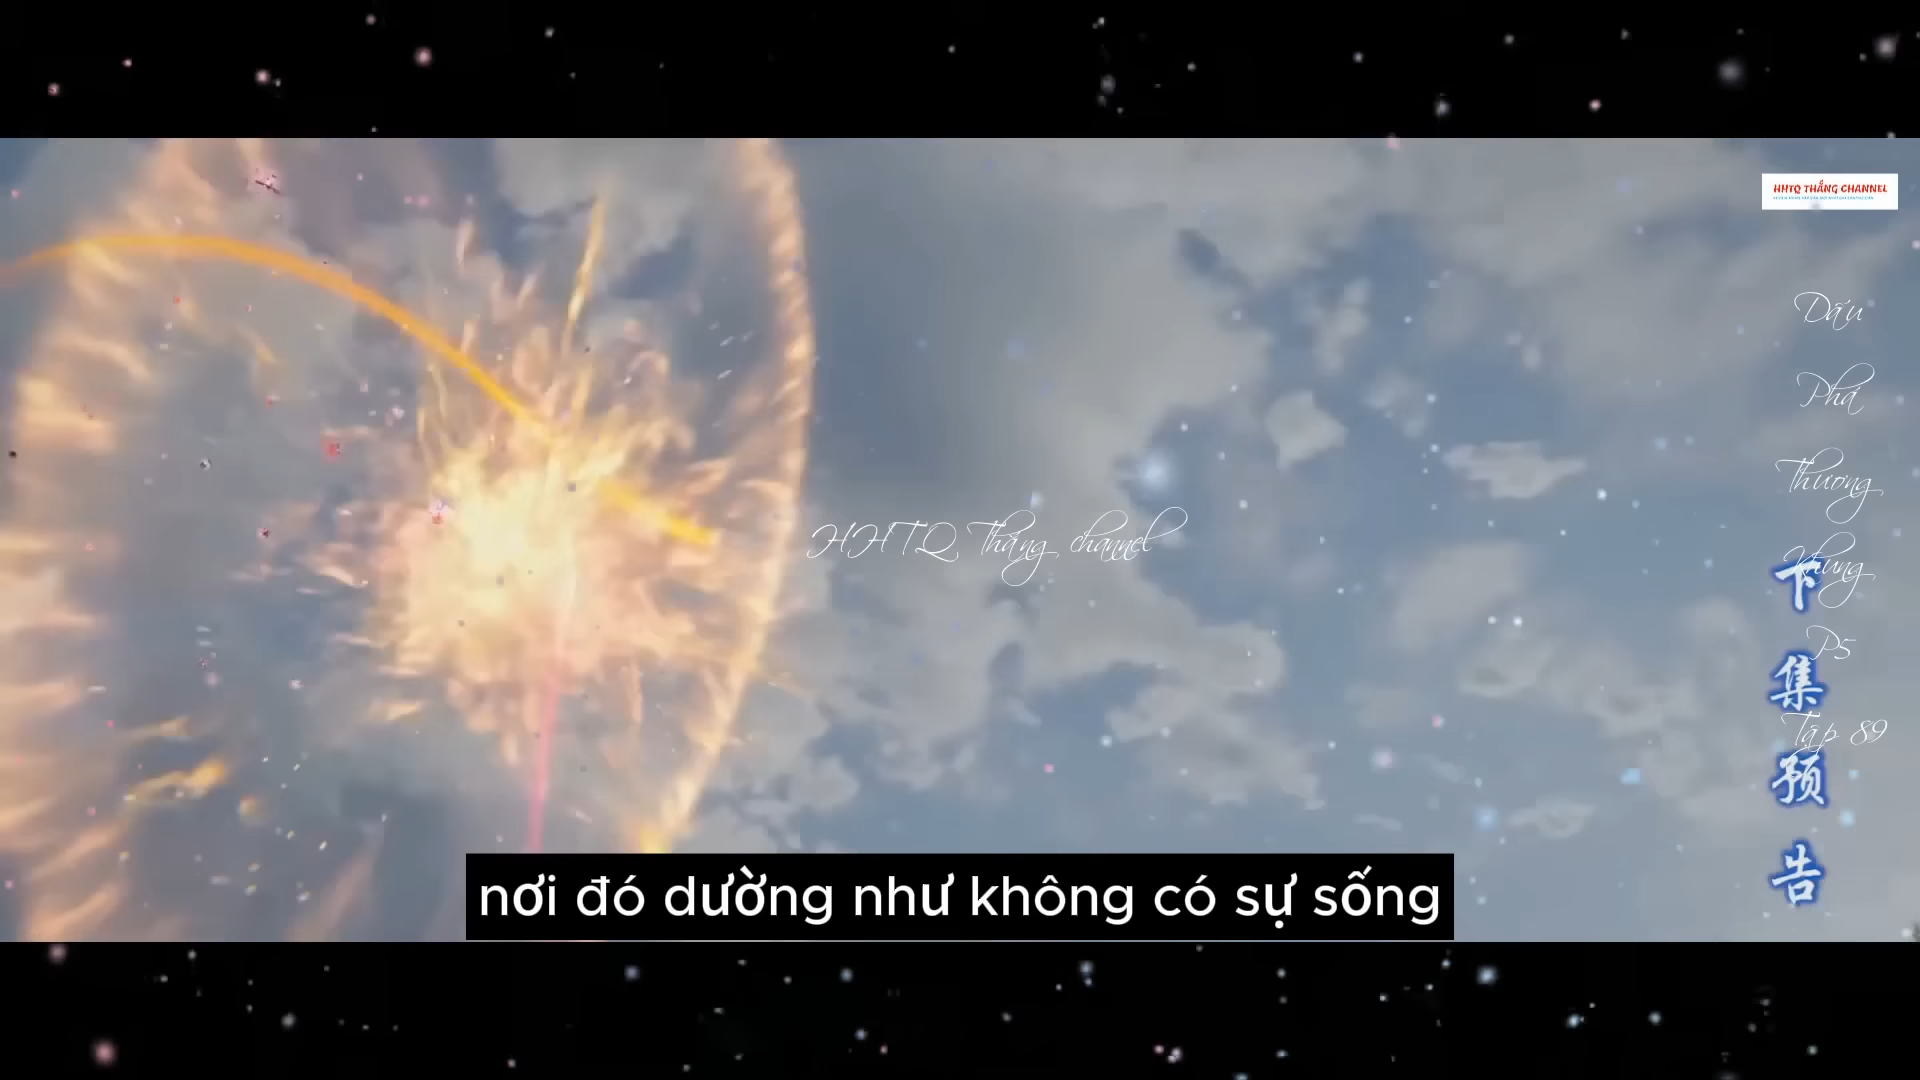 HHTQ THẮNG CHANNEL
Dấu
Phá
Thương
Khung
P5
Tập 89
下
集
预
告
HHTQ Thắng channel
nơi đó dường như không có sự sống